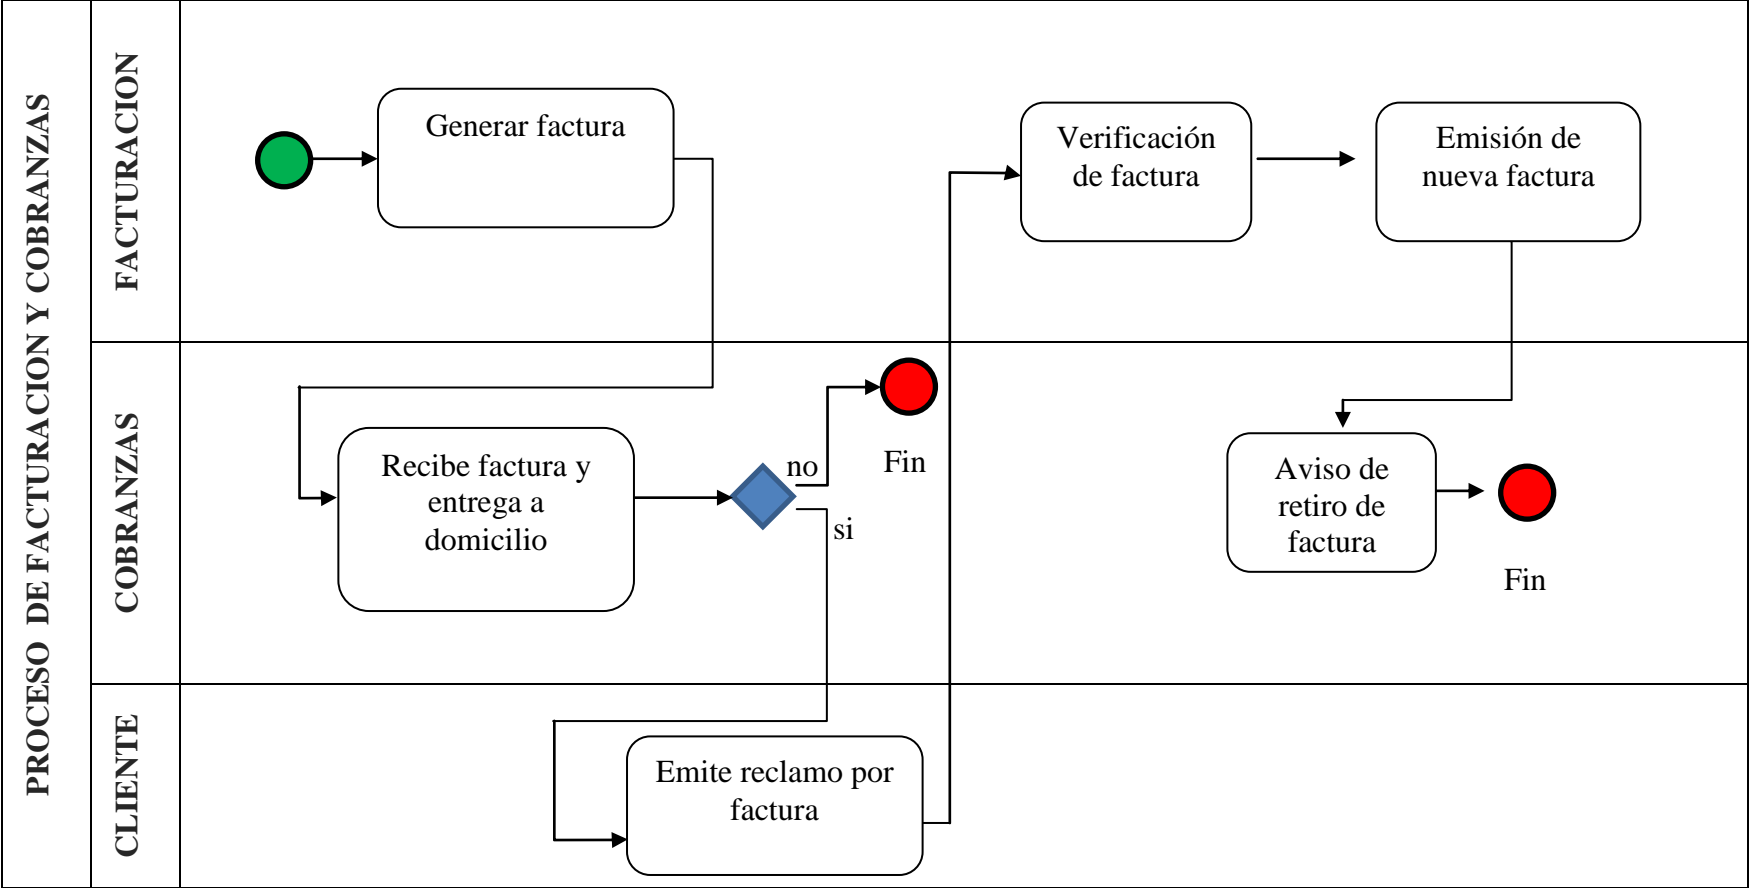 PROCESO DE FACTURACION Y COBRANZAS
FACTURACION
Generar factura
Verificación
de factura
Emisión de
nueva factura
COBRANZAS
Recibe factura y
entrega a
domicilio
no
si
Fin
Aviso de
retiro de
factura
Fin
CLIENTE
Emite reclamo por
factura